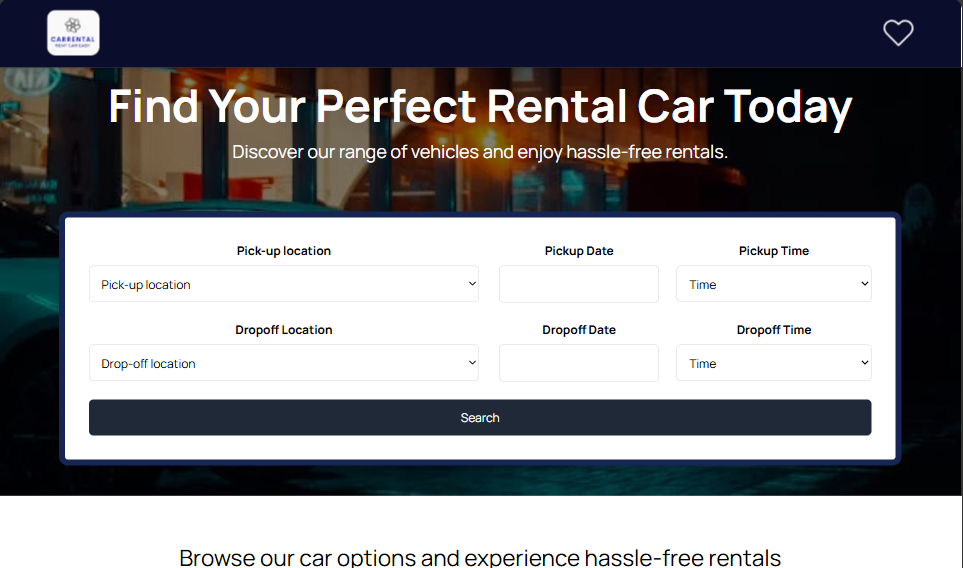 CARRENTAL
RENT CAR EASY
Find Your Perfect Rental Car Today
Discover our range of vehicles and enjoy hassle-free rentals.
Pick-up location Pickup Date Pickup Time
Pick-up location Time
Dropoff Location Dropoff Date Dropoff Time
Drop-off location Time
Search
Browse our car options and experience hassle-free rentals